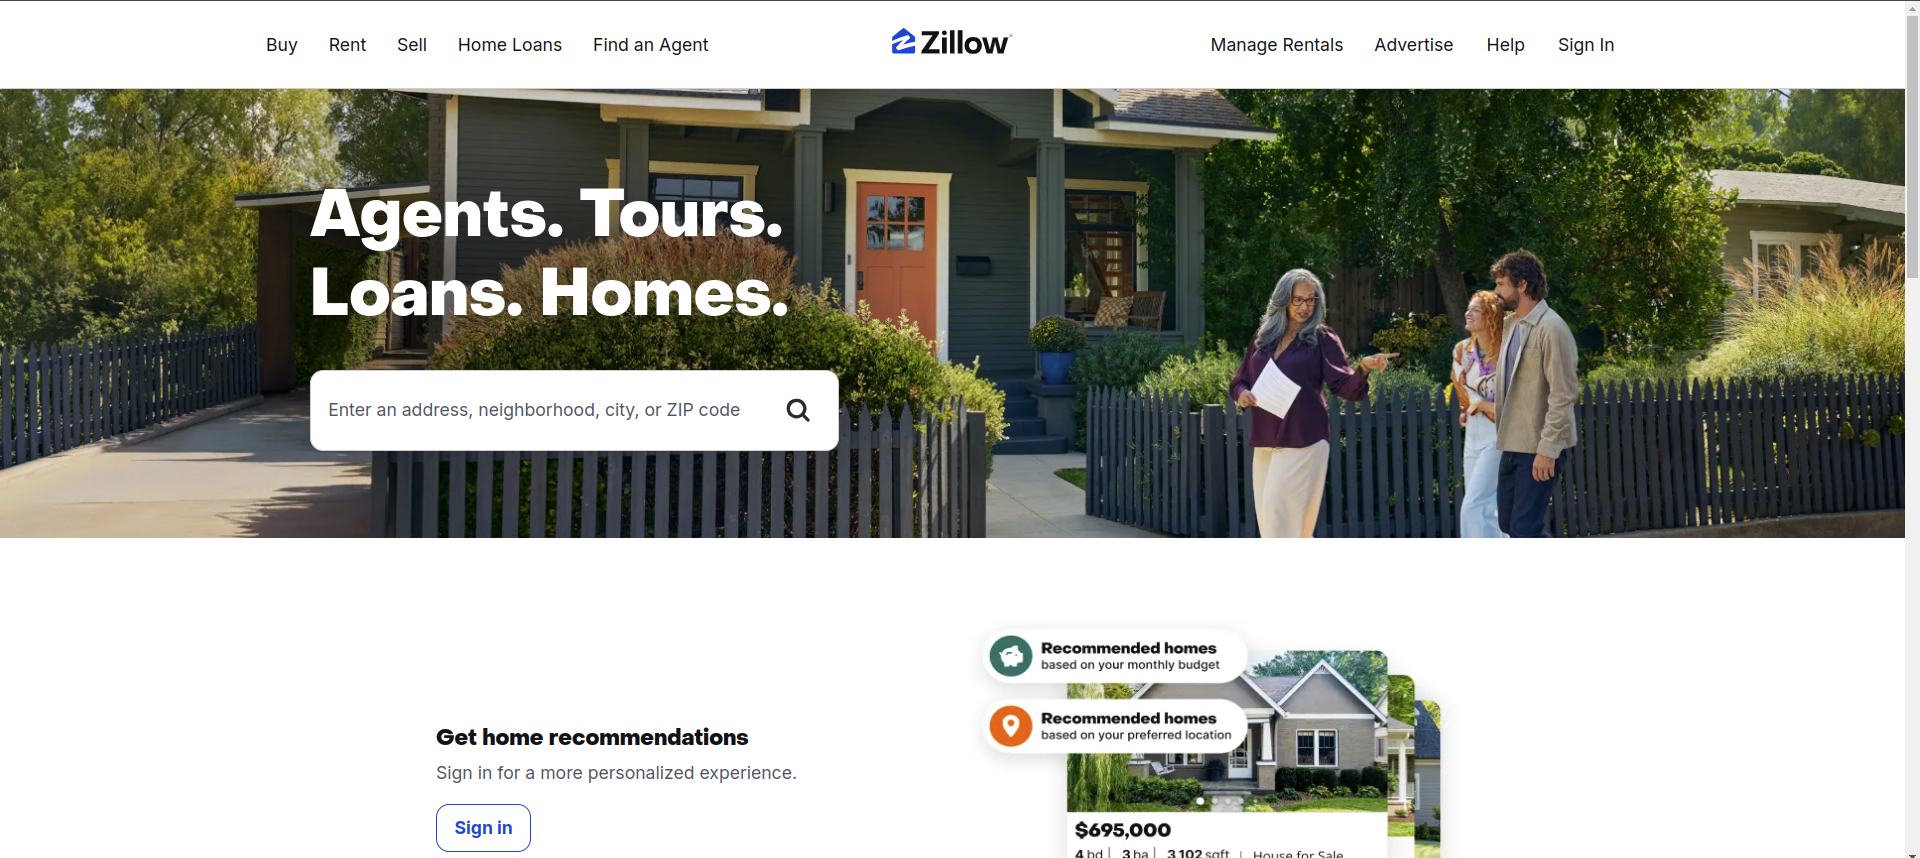 Buy Rent Sell Home Loans Find an Agent Zillow Manage Rentals Advertise Help Sign In
Agents. Tours.
Loans. Homes.
Enter an address, neighborhood, city, or ZIP code
Recommended homes
based on your monthly budget
Recommended homes
based on your preferred location
Get home recommendations
Sign in for a more personalized experience.
Sign in
$695,000
4 bd | 3 ba | 3,102 sqft | House for Sale